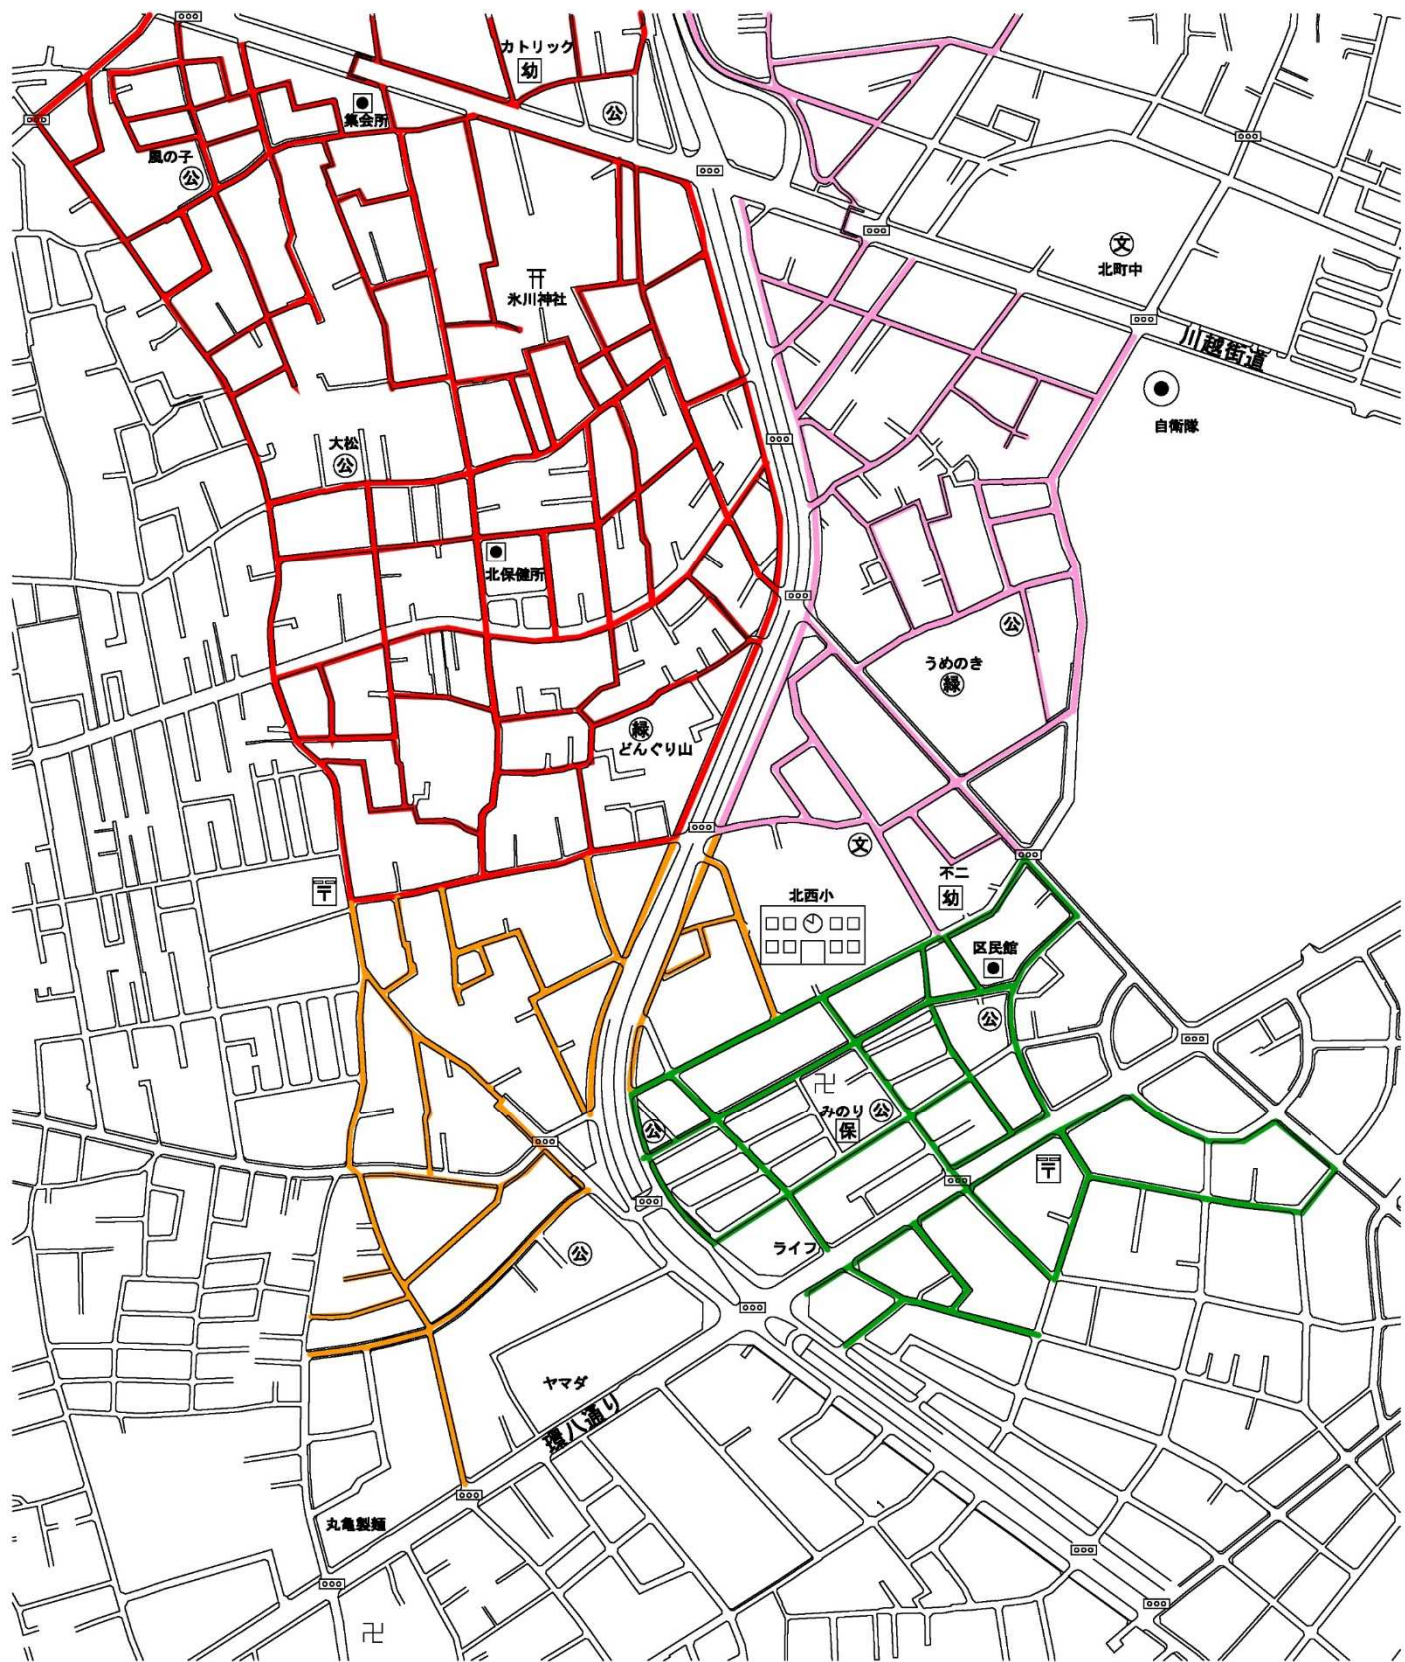 カトリック
幼
公
集会所
風の子
公
文
北町中
氷川神社
川越街道
自衛隊
大松
公
北保健所
公
うめのき
緑
緑
どんぐり山
文
不二
幼
〒
北西小
区民館
公
卍
みのり
公
保
公
〒
ライフ
公
ヤマダ
環八通り
丸亀製麺
卍